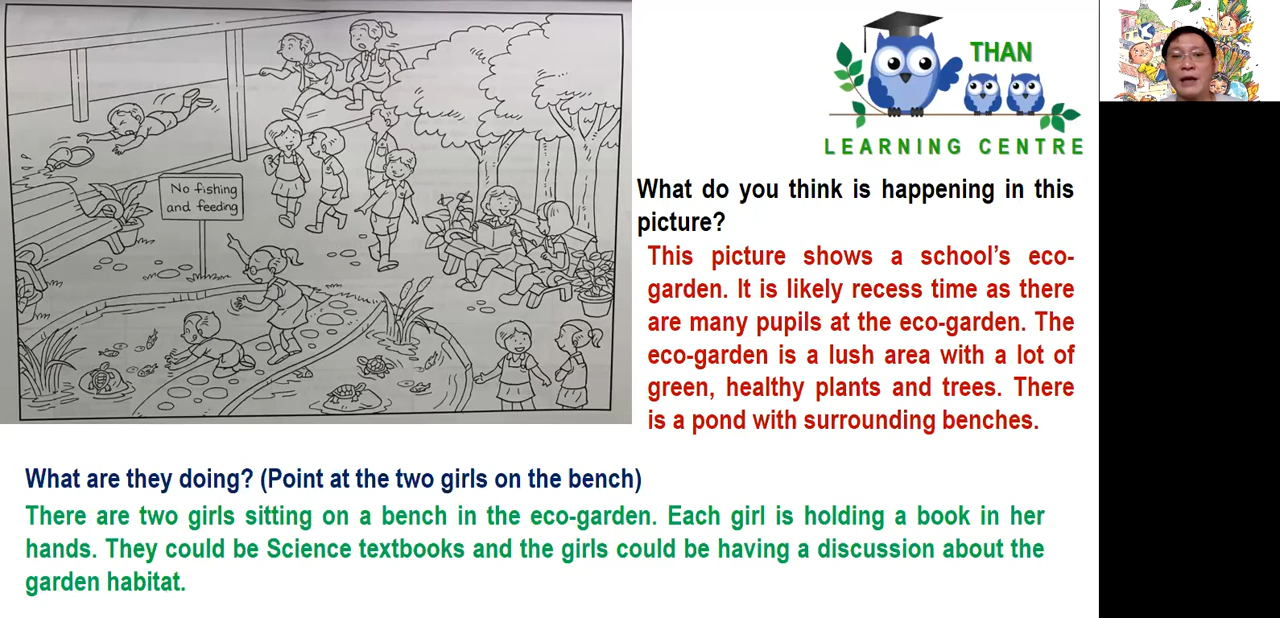 No fishing
and feeding
THAN
LEARNING CENTRE
What do you think is happening in this
picture?
This picture shows a school's eco-
garden. It is likely recess time as there
are many pupils at the eco-garden. The
eco-garden is a lush area with a lot of
green, healthy plants and trees. There
is a pond with surrounding benches.
What are they doing? (Point at the two girls on the bench)
There are two girls sitting on a bench in the eco-garden. Each girl is holding a book in her
hands. They could be Science textbooks and the girls could be having a discussion about the
garden habitat.